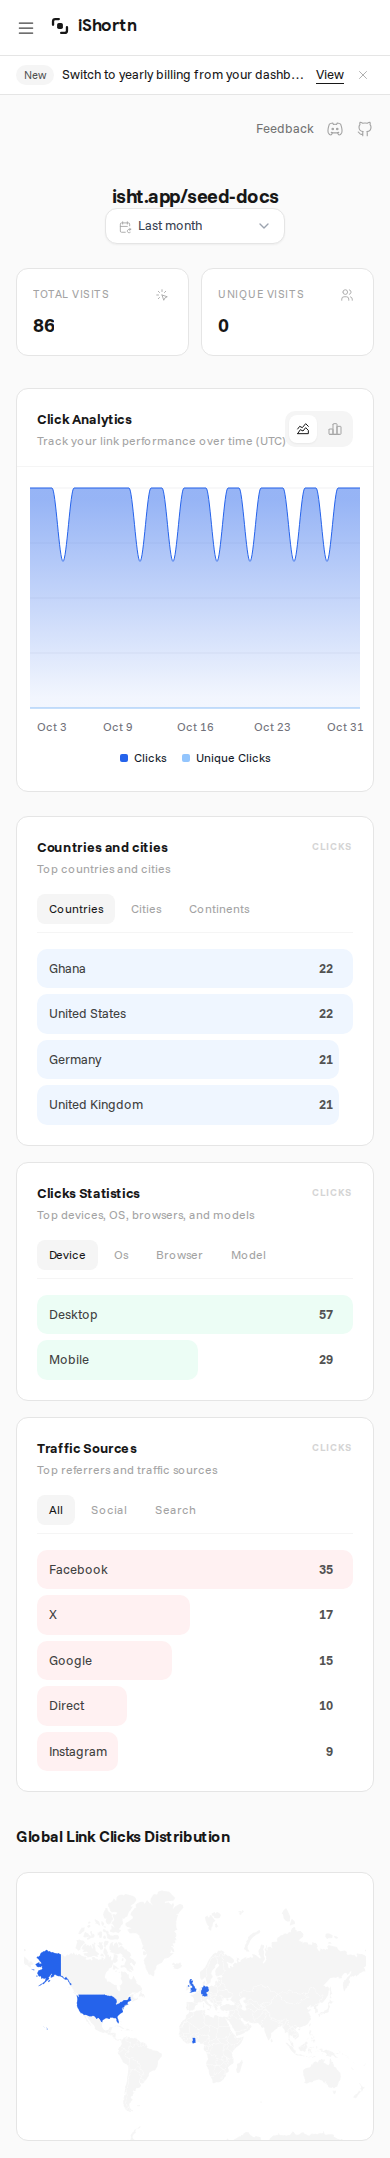 iShortn
New Switch to yearly billing from your dashb... View
Feedback
isht.app/seed-docs
Last month
TOTAL VISITS
86
UNIQUE VISITS
0
Click Analytics
Track your link performance over time (UTC)
Oct 3 Oct 9 Oct 16 Oct 23 Oct 31
Clicks Unique Clicks
Countries and cities CLICKS
Top countries and cities
Countries Cities Continents
Ghana 22
United States 22
Germany 21
United Kingdom 21
Clicks Statistics CLICKS
Top devices, OS, browsers, and models
Device Os Browser Model
Desktop 57
Mobile 29
Traffic Sources CLICKS
Top referrers and traffic sources
All Social Search
Facebook 35
X 17
Google 15
Direct 10
Instagram 9
Global Link Clicks Distribution